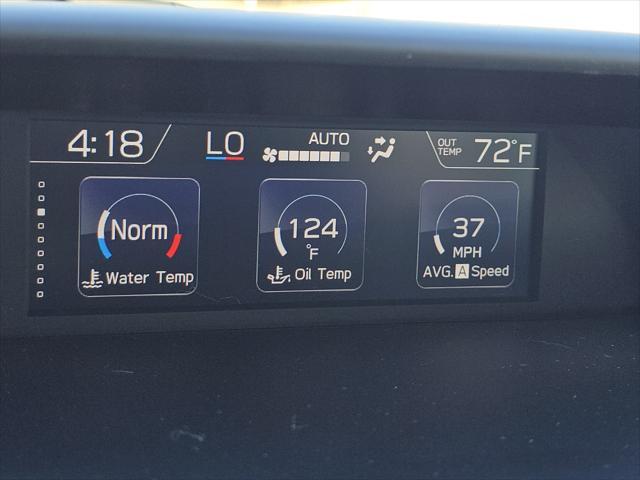 4:18 LO AUTO OUT TEMP 72°F
Norm
Water Temp
124
°F
Oil Temp
37
MPH
AVG. A Speed